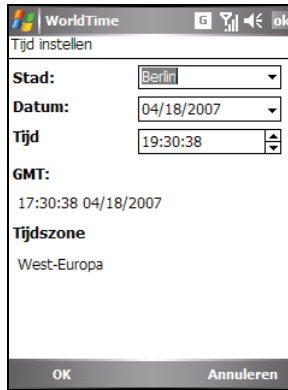 WorldTime G ok
Tijd instellen
Stad: Berlin
Datum: 04/18/2007
Tijd 19:30:38
GMT:
17:30:38 04/18/2007
Tijdszone
West-Europa
OK Annuleren